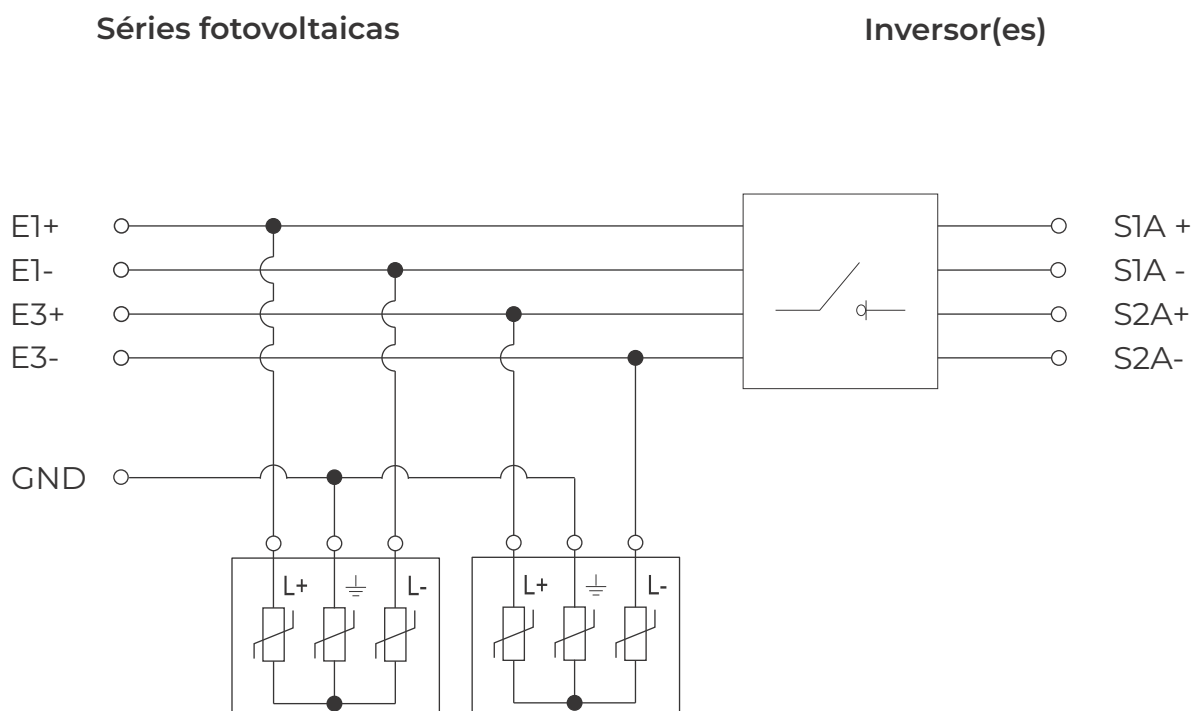 Séries fotovoltaicas
Inversor(es)
E1+
S1A +
E1-
S1A -
E3+
S2A+
E3-
S2A-
GND
L+
L-
L+
L-